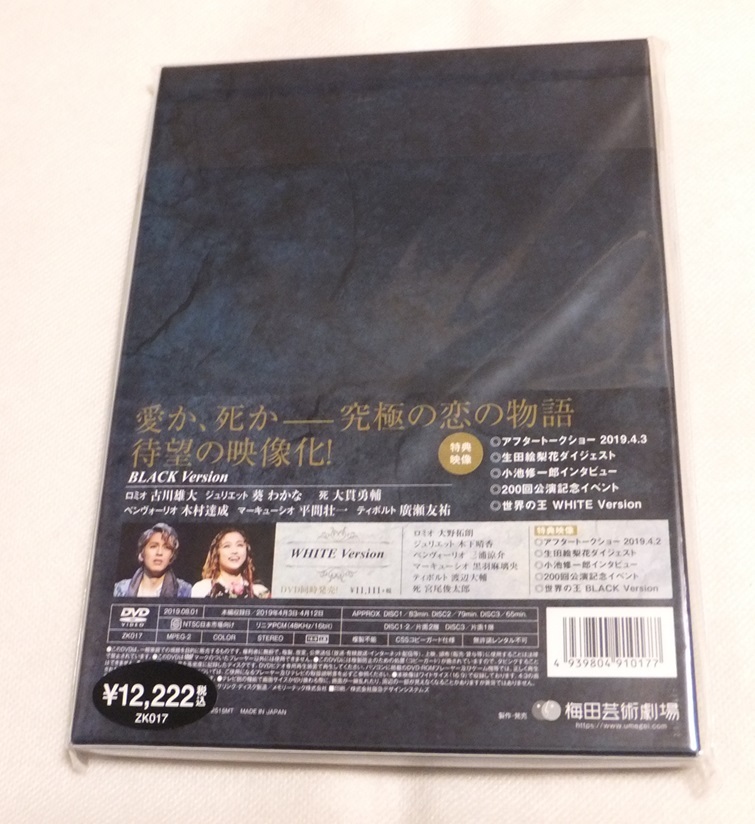 愛か、死か──究極の恋の物語
待望の映像化!
BLACK Version
ロミオ 古川雄大 ジュリエット 葵 わかな 死 大貫勇輔
ベンヴォーリオ 木村達成 マーキューシオ 平間壮一 ティボルト 廣瀬友祐
特典
映像
◎アフタートークショー 2019.4.3
◎生田絵梨花ダイジェスト
◎小池修一郎インタビュー
◎200回公演記念イベント
◎世界の王 WHITE Version
WHITE Version
DVD同時発売!
¥11,111+税
ロミオ 大野拓朗
ジュリエット 木下晴香
ベンヴォーリオ 三浦涼介
マーキューシオ 黒羽麻璃央
ティボルト 渡辺大輔
死 宮尾俊太郎
特典映像
◎アフタートークショー 2019.4.2
◎生田絵梨花ダイジェスト
◎小池修一郎インタビュー
◎200回公演記念イベント
◎世界の王 BLACK Version
DVD
VIDEO
2019.08.01
本編収録日/2019年4月3日・4月12日
APPROX. DISC1/83min. DISC2/79min. DISC3/65min.
NTSC日本市場向け
リニアPCM(48KHz/16bit)
DISC1・2/片面2層 DISC3/片面1層
ZK017
MPEG-2
COLOR
STEREO
複製不能
CSSコピーガード仕様
無許諾レンタル不可
4939804910177
¥12,222税込
ZK017
MADE IN JAPAN
製作・発売
梅田芸術劇場
https://www.umegei.com